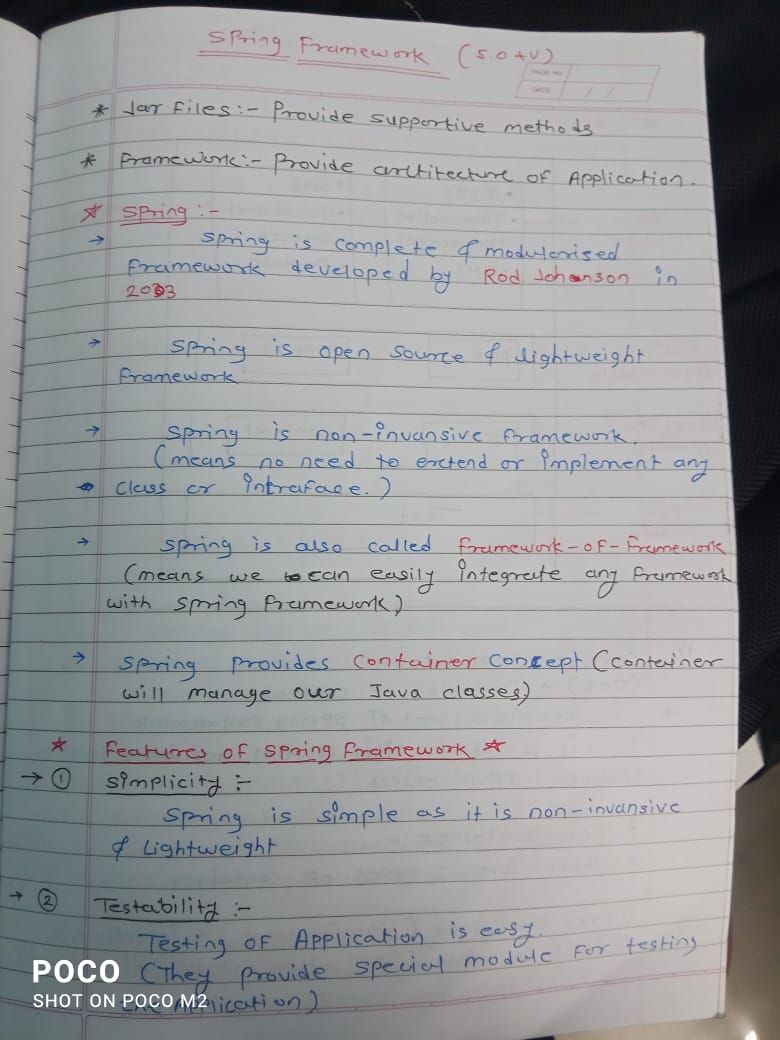 Spring Framework (5.0+V)
PAGE NO.
DATE / /
* Jar Files:- Provide supportive methods
* Framework:- Provide arctitecture of Application.
* Spring :-
→ Spring is complete & modularised
Framework developed by Rod Johanson in
2003
→ Spring is open source & lightweight
Framework
→ Spring is non-invansive framework.
(means no need to extend or implement any
class or intraface.)
→ Spring is also called framework-of-framework
(means we can easily integrate any framework
with spring framework)
→ Spring provides container concept (container
will manage our Java classes)
* Features of Spring Framework *
→ ① Simplicity :-
Spring is simple as it is non-invansive
& Lightweight
→ ② Testability :-
Testing of Application is easy.
(They provide special module for testing
POCO
SHOT ON POCO M2